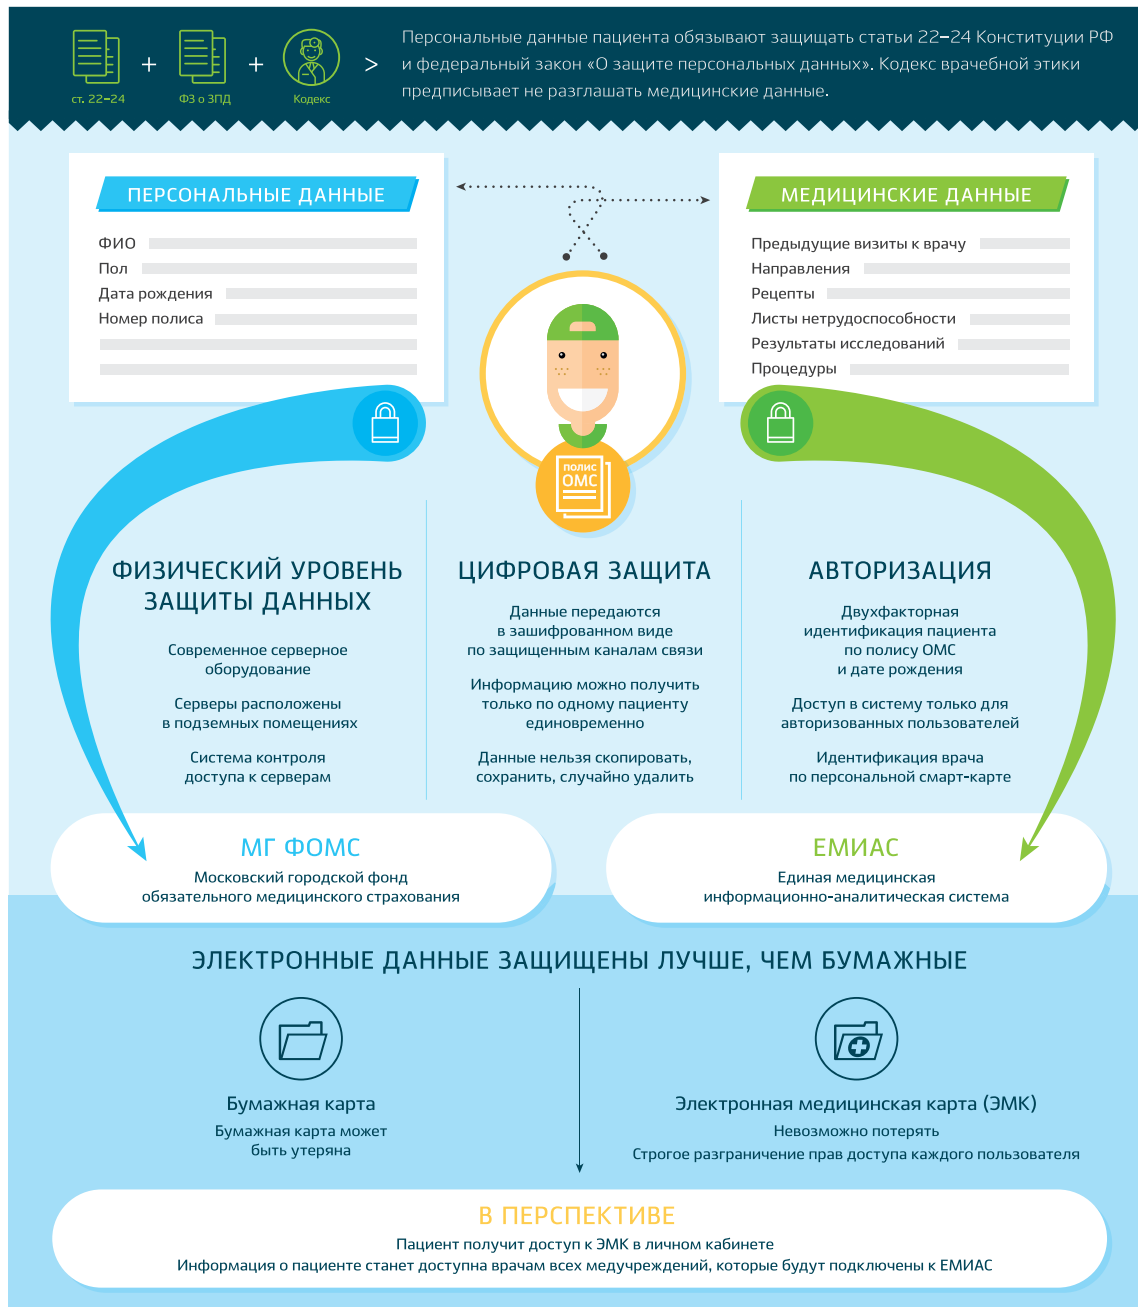 ст. 22–24
ФЗ о ЗПД
Кодекс
Персональные данные пациента обязывают защищать статьи 22–24 Конституции РФ
и федеральный закон «О защите персональных данных». Кодекс врачебной этики
предписывает не разглашать медицинские данные.
ПЕРСОНАЛЬНЫЕ ДАННЫЕ
ФИО
Пол
Дата рождения
Номер полиса
МЕДИЦИНСКИЕ ДАННЫЕ
Предыдущие визиты к врачу
Направления
Рецепты
Листы нетрудоспособности
Результаты исследований
Процедуры
ПОЛИС
ОМС
ФИЗИЧЕСКИЙ УРОВЕНЬ
ЗАЩИТЫ ДАННЫХ
Современное серверное
оборудование
Серверы расположены
в подземных помещениях
Система контроля
доступа к серверам
ЦИФРОВАЯ ЗАЩИТА
Данные передаются
в зашифрованном виде
по защищенным каналам связи
Информацию можно получить
только по одному пациенту
единовременно
Данные нельзя скопировать,
сохранить, случайно удалить
АВТОРИЗАЦИЯ
Двухфакторная
идентификация пациента
по полису ОМС
и дате рождения
Доступ в систему только для
авторизованных пользователей
Идентификация врача
по персональной смарт-карте
МГ ФОМС
Московский городской фонд
обязательного медицинского страхования
ЕМИАС
Единая медицинская
информационно-аналитическая система
ЭЛЕКТРОННЫЕ ДАННЫЕ ЗАЩИЩЕНЫ ЛУЧШЕ, ЧЕМ БУМАЖНЫЕ
Бумажная карта
Бумажная карта может
быть утеряна
Электронная медицинская карта (ЭМК)
Невозможно потерять
Строгое разграничение прав доступа каждого пользователя
В ПЕРСПЕКТИВЕ
Пациент получит доступ к ЭМК в личном кабинете
Информация о пациенте станет доступна врачам всех медучреждений, которые будут подключены к ЕМИАС